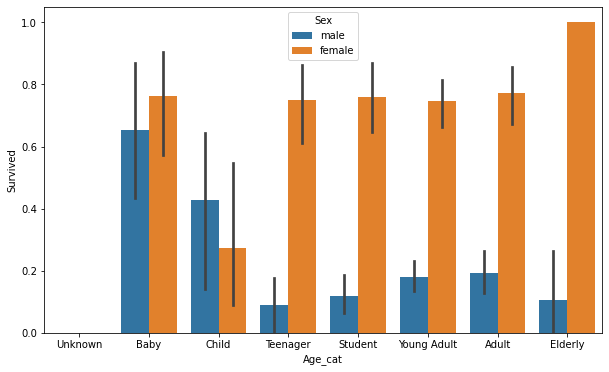 Sex
male
female
Survived
1.0
0.8
0.6
0.4
0.2
0.0
Unknown Baby Child Teenager Student Young Adult Adult Elderly
Age_cat